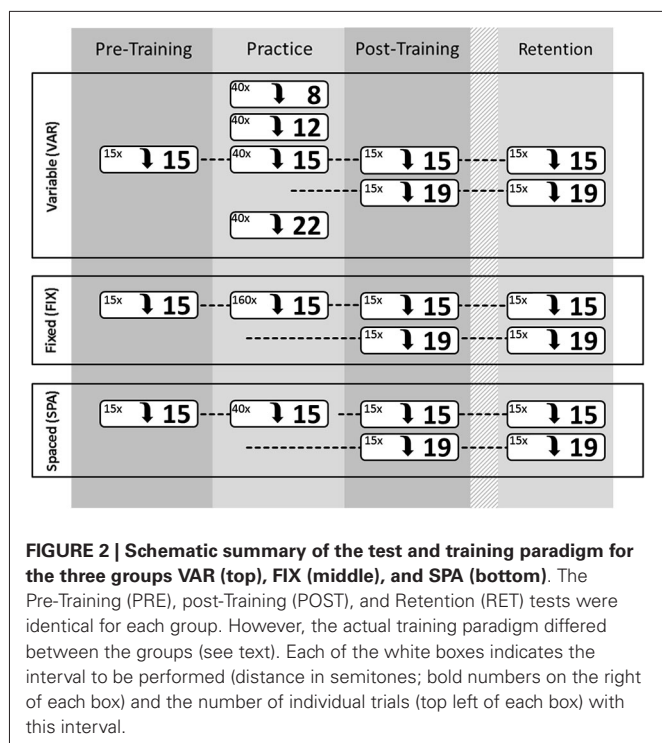 Pre-Training Practice Post-Training Retention
Variable (VAR)
40x 8
40x 12
15x 15 40x 15 15x 15 15x 15
15x 19 15x 19
40x 22
Fixed (FIX)
15x 15 160x 15 15x 15 15x 15
15x 19 15x 19
Spaced (SPA)
15x 15 40x 15 15x 15 15x 15
15x 19 15x 19
FIGURE 2 | Schematic summary of the test and training paradigm for
the three groups VAR (top), FIX (middle), and SPA (bottom). The
Pre-Training (PRE), post-Training (POST), and Retention (RET) tests were
identical for each group. However, the actual training paradigm differed
between the groups (see text). Each of the white boxes indicates the
interval to be performed (distance in semitones; bold numbers on the right
of each box) and the number of individual trials (top left of each box) with
this interval.